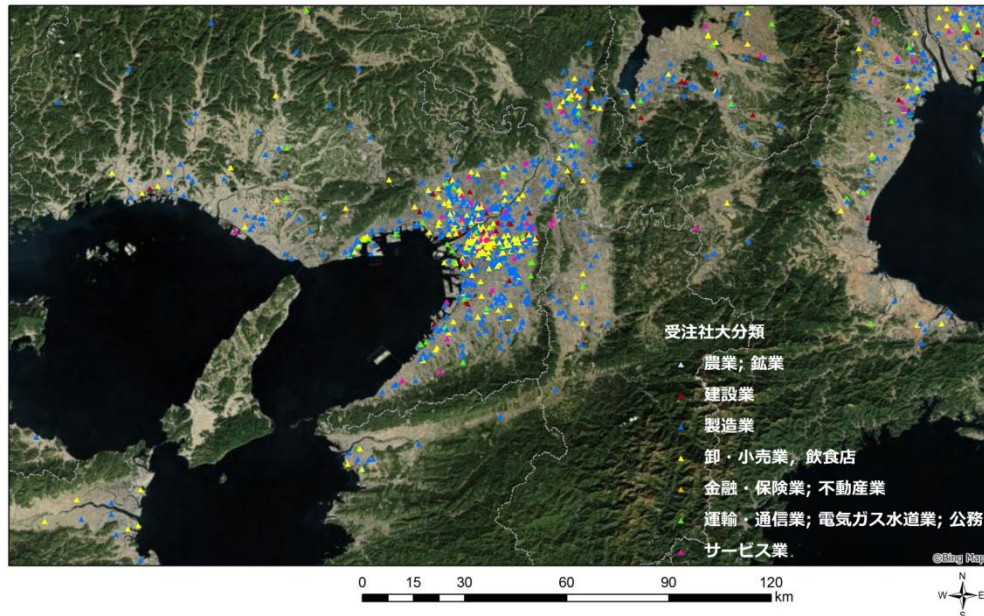 受注社大分類
農業; 鉱業
建設業
製造業
卸・小売業，飲食店
金融・保険業; 不動産業
運輸・通信業; 電気ガス水道業; 公務
サービス業
©Bing Map
0 15 30 60 90 120
km
N
W E
S